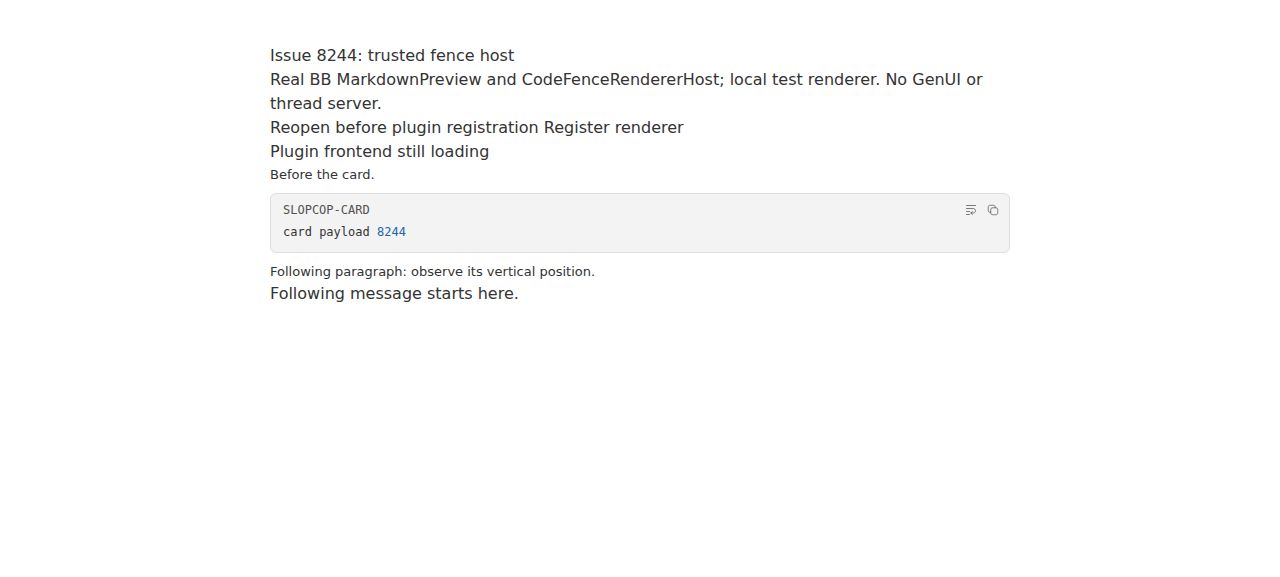 Issue 8244: trusted fence host
Real BB MarkdownPreview and CodeFenceRendererHost; local test renderer. No GenUI or
thread server.
Reopen before plugin registration Register renderer
Plugin frontend still loading
Before the card.
SLOPCOP-CARD
card payload 8244
Following paragraph: observe its vertical position.
Following message starts here.